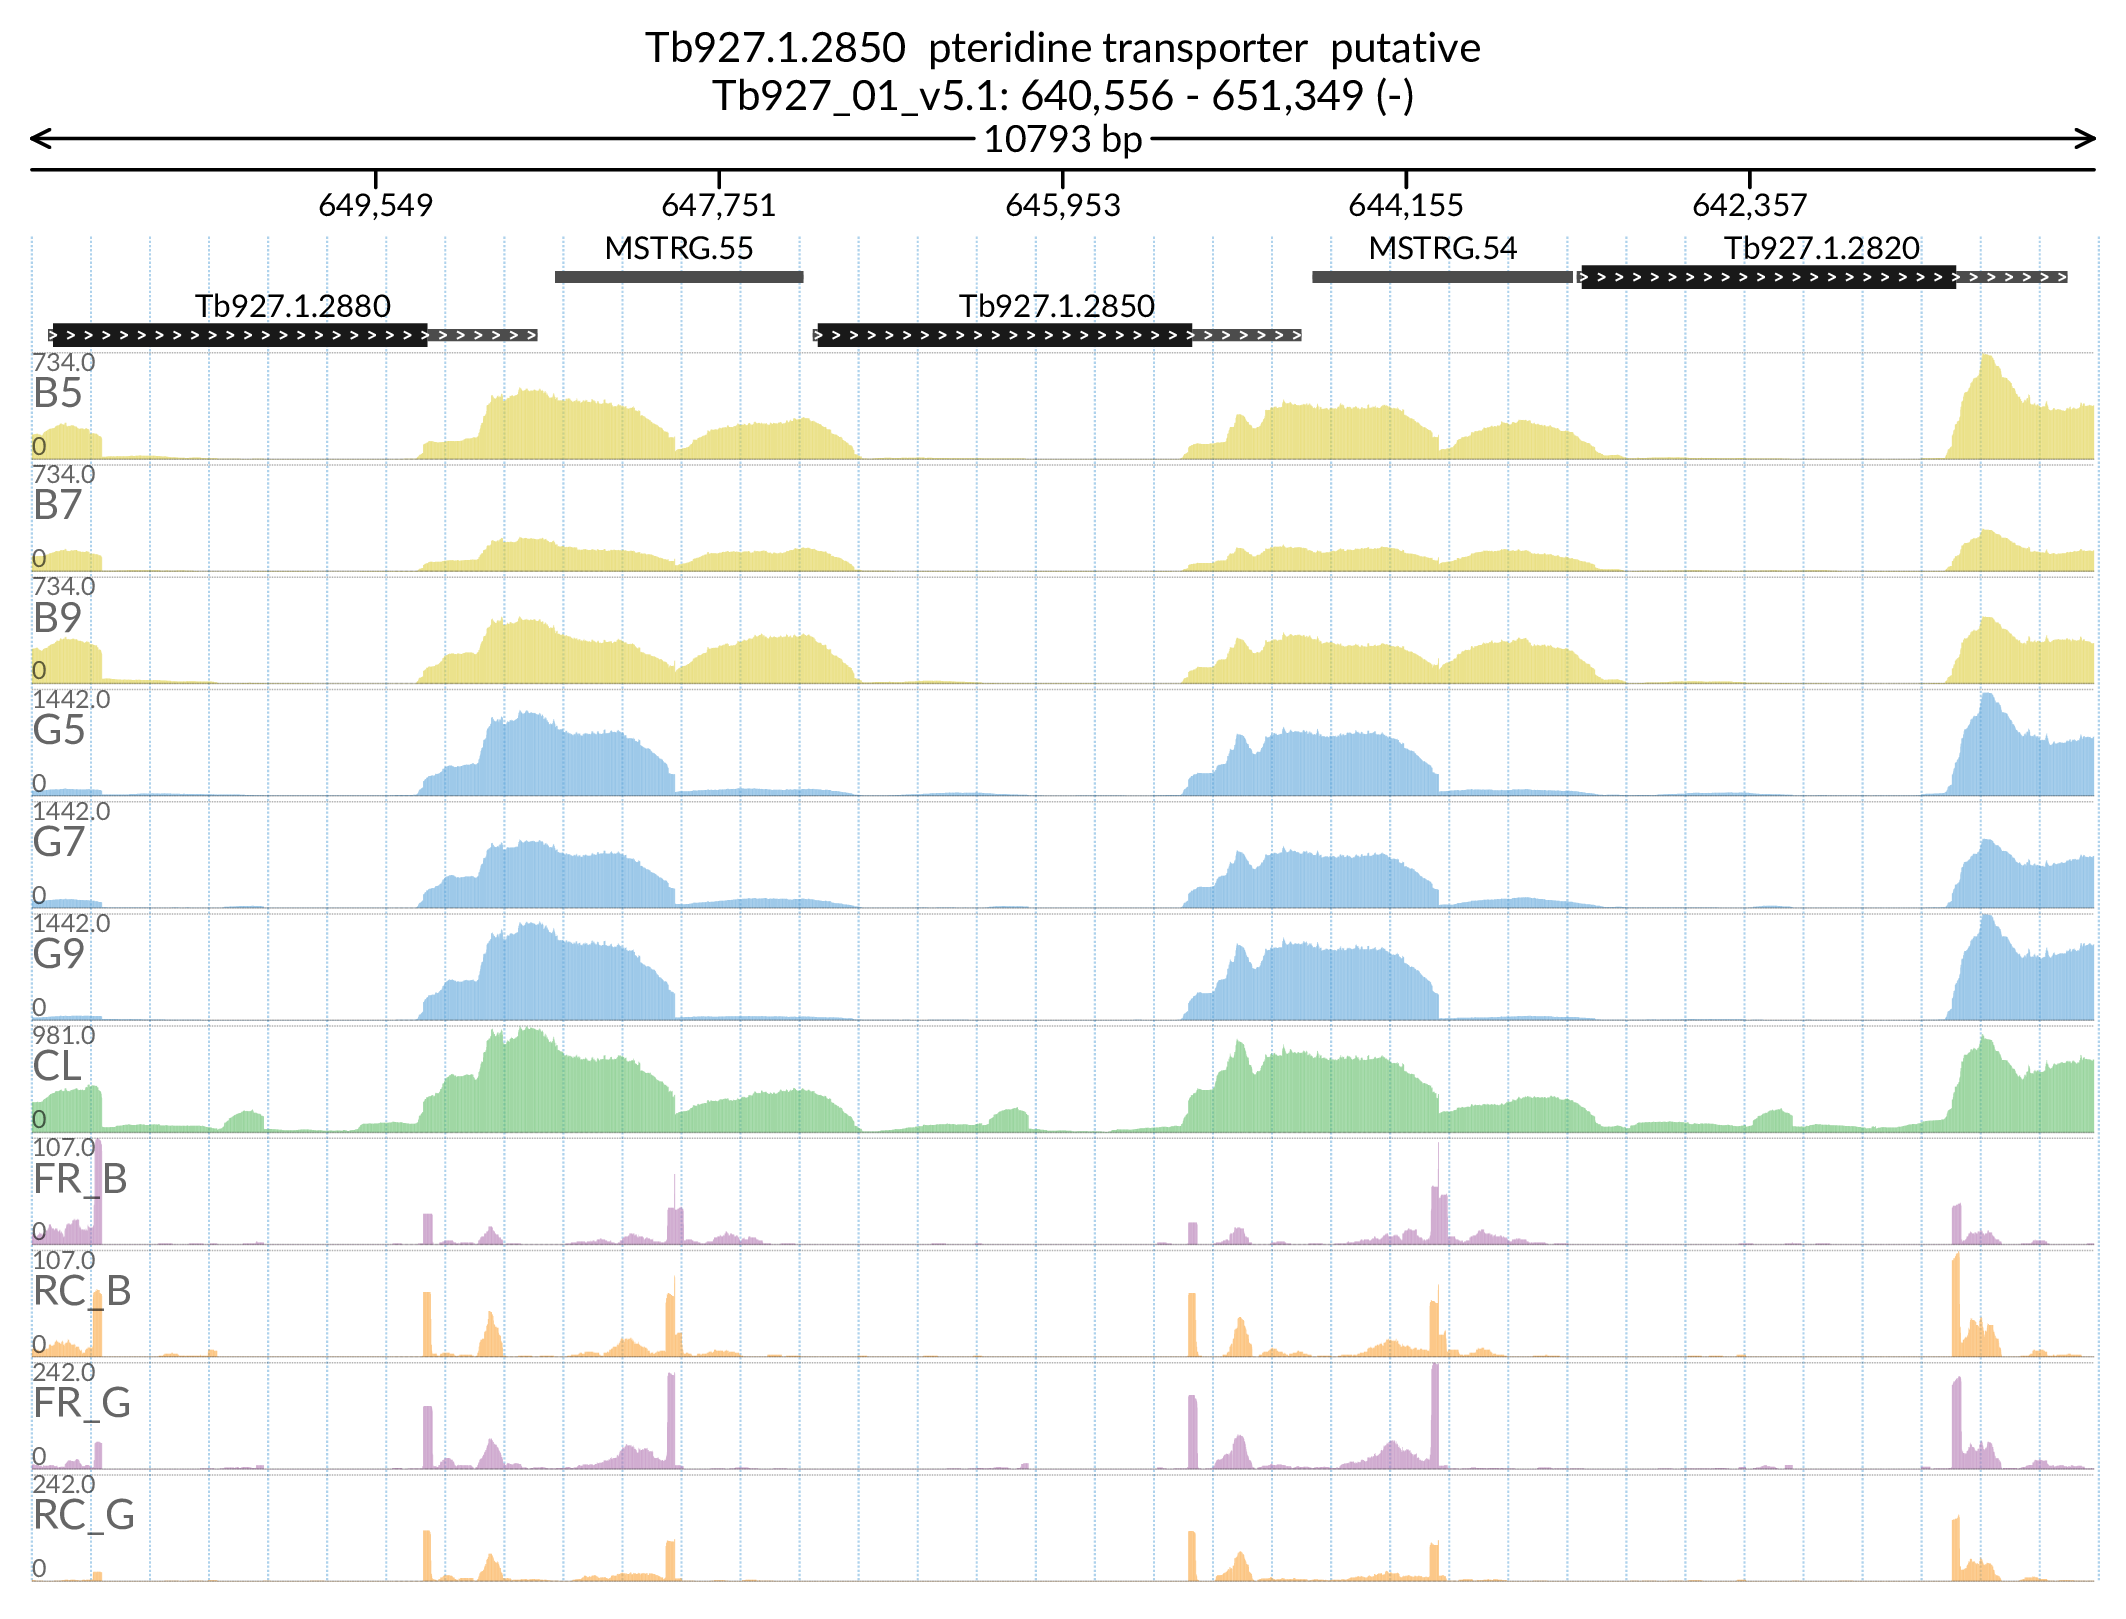 Tb927.1.2850  pteridine transporter  putative
Tb927_01_v5.1: 640,556 - 651,349 (-)
10793 bp
649,549 647,751 645,953 644,155 642,357
MSTRG.55 MSTRG.54 Tb927.1.2820
Tb927.1.2880 Tb927.1.2850
734.0
B5
0
734.0
B7
0
734.0
B9
0
1442.0
G5
0
1442.0
G7
0
1442.0
G9
0
981.0
CL
0
107.0
FR_B
0
107.0
RC_B
0
242.0
FR_G
0
242.0
RC_G
0